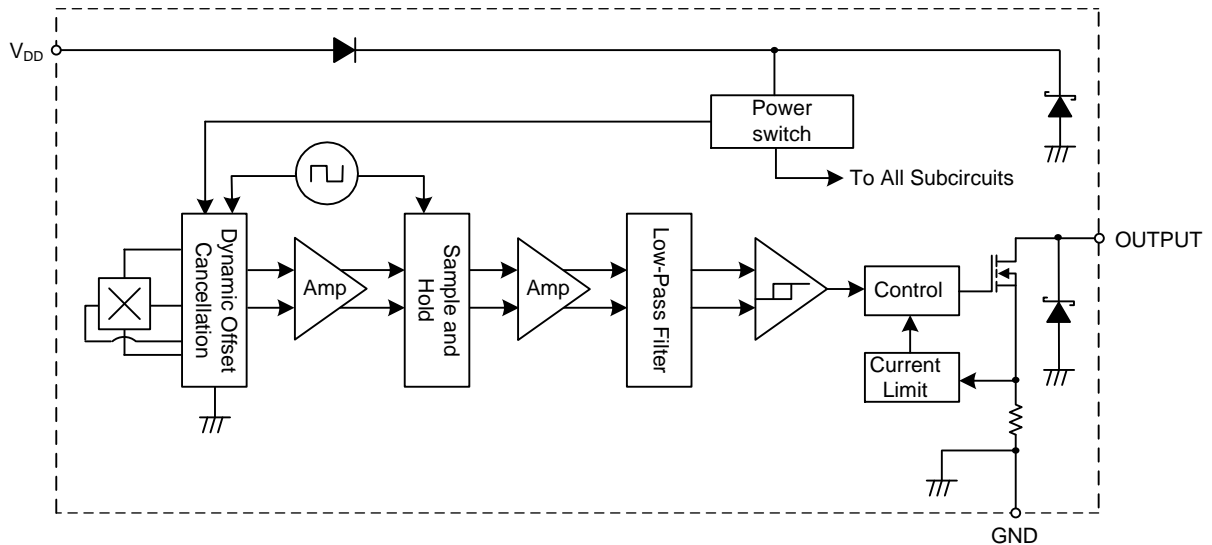 V_DD
Power
switch
To All Subcircuits
Dynamic Offset
Cancellation
Amp
Sample and
Hold
Amp
Low-Pass Filter
Control
Current
Limit
OUTPUT
GND